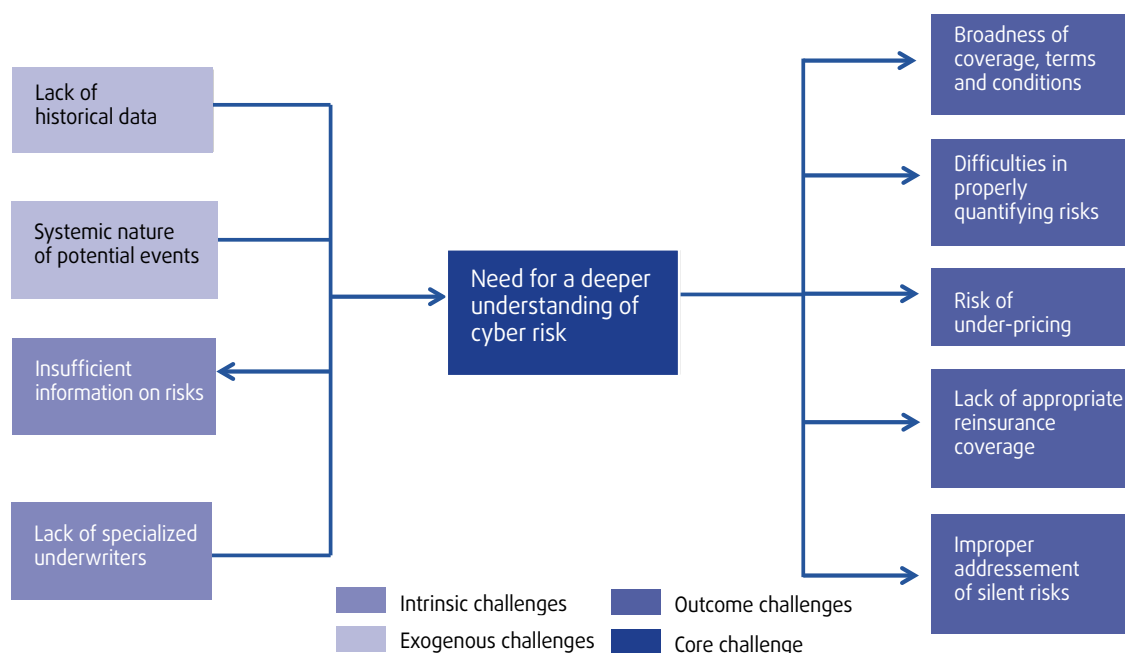 Lack of
historical data
Systemic nature
of potential events
Insufficient
information on risks
Lack of specialized
underwriters
Need for a deeper
understanding of
cyber risk
Broadness of
coverage, terms
and conditions
Difficulties in
properly
quantifying risks
Risk of
under-pricing
Lack of appropriate
reinsurance
coverage
Improper
addressement
of silent risks
Intrinsic challenges
Exogenous challenges
Outcome challenges
Core challenge